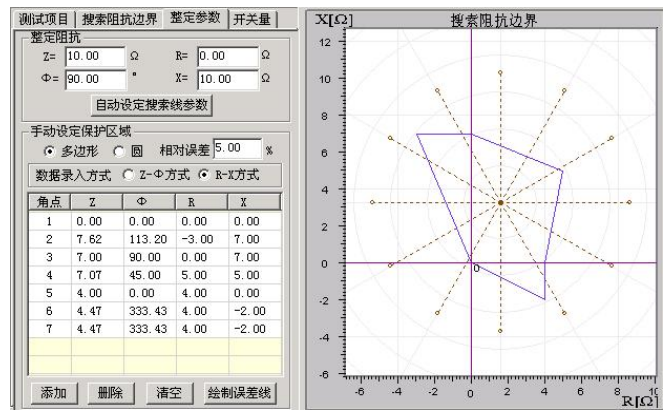 测试项目 搜索阻抗边界 整定参数 开关量
整定阻抗
Z= 10.00 Ω R= 0.00 Ω
Φ= 90.00 ° X= 10.00 Ω
自动设定搜索线参数
手动设定保护区域
多边形 圆 相对误差 5.00 %
数据录入方式 Z-Φ方式 R-X方式
角点 Z Φ R X
1 0.00 0.00 0.00 0.00
2 7.62 113.20 -3.00 7.00
3 7.00 90.00 0.00 7.00
4 7.07 45.00 5.00 5.00
5 4.00 0.00 4.00 0.00
6 4.47 333.43 4.00 -2.00
7 4.47 333.43 4.00 -2.00
添加 删除 清空 绘制误差线
X[Ω] 搜索阻抗边界
12
10
8
6
4
2
0
0
-2
-4
-6
-6 -4 -2 0 2 4 6 8 10
R[Ω]